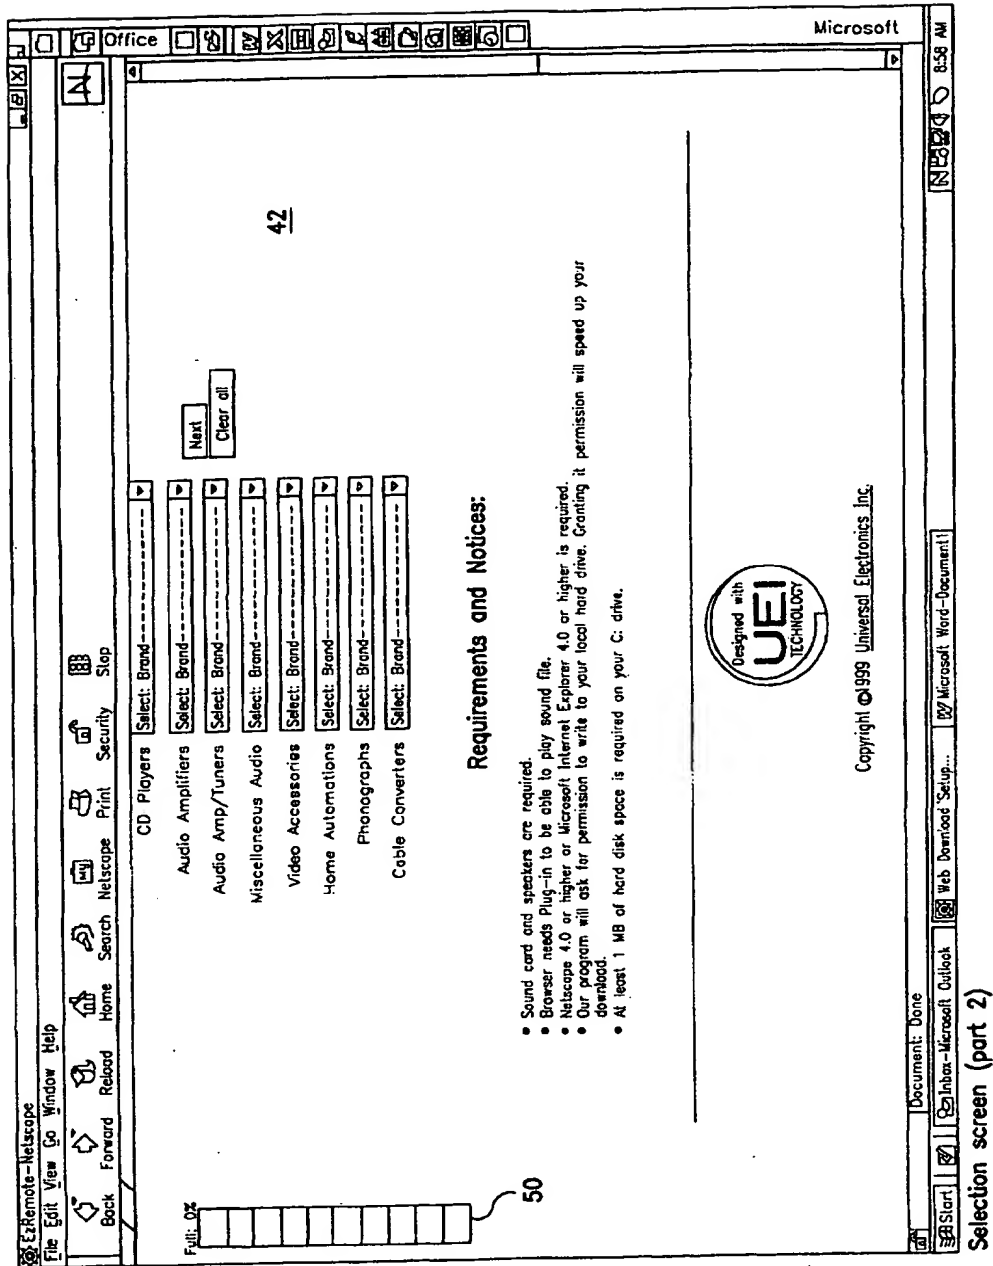 EzRemote-Netscape
File Edit View Go Window Help
Back Forward Reload Home Search Netscape Print Security Stop
N
Office
Microsoft
Full: 0%
50
CD Players Select: Brand
Audio Amplifiers Select: Brand
Next
Audio Amp/Tuners Select: Brand
Clear all
Miscellaneous Audio Select: Brand
Video Accessories Select: Brand
Home Automations Select: Brand
Phonographs Select: Brand
Cable Converters Select: Brand
42
Requirements and Notices:
• Sound card and speakers are required.
• Browser needs Plug-in to be able to play sound file.
• Netscape 4.0 or higher or Microsoft Internet Explorer 4.0 or higher is required.
• Our program will ask for permission to write to your local hard drive. Granting it permission will speed up your
download.
• At least 1 MB of hard disk space is required on your C: drive.
Designed with
UEI
TECHNOLOGY
Copyright ©1999 Universal Electronics Inc.
Document: Done
Start Inbox-Microsoft Outlook Web Download 'Setup... Microsoft Word-Document1 8:58 AM
Selection screen (part 2)